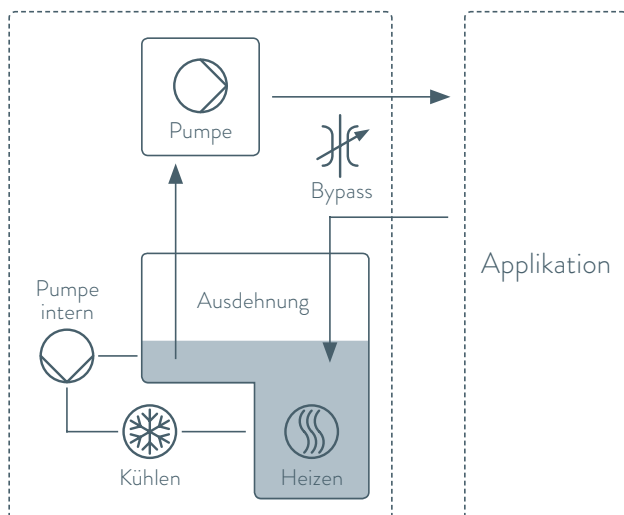 Pumpe
Bypass
Applikation
Ausdehnung
Pumpe
intern
Kühlen
Heizen